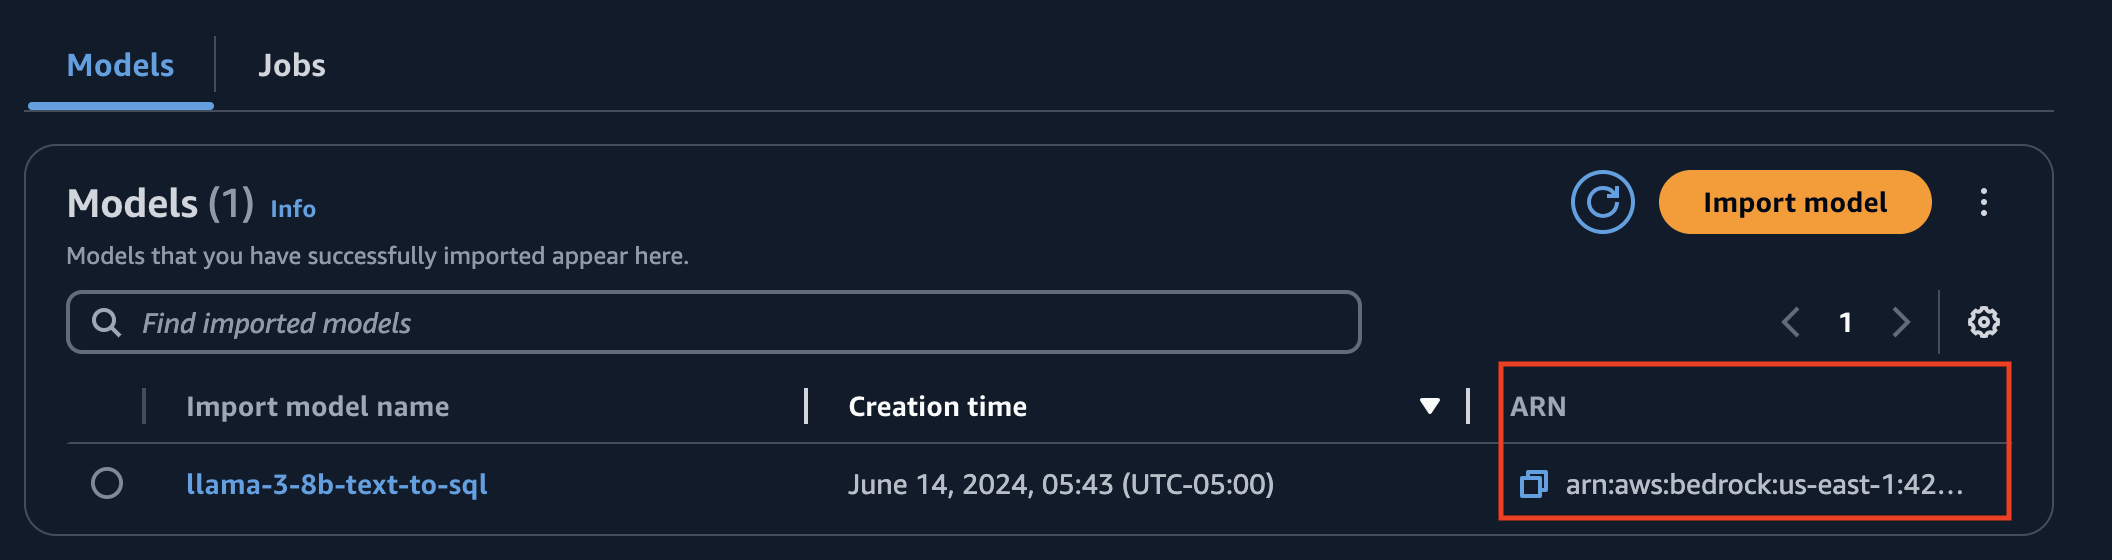 Models
Jobs
Models (1) Info
Import model
Models that you have successfully imported appear here.
Find imported models
1
Import model name
Creation time
ARN
llama-3-8b-text-to-sql
June 14, 2024, 05:43 (UTC-05:00)
arn:aws:bedrock:us-east-1:42...